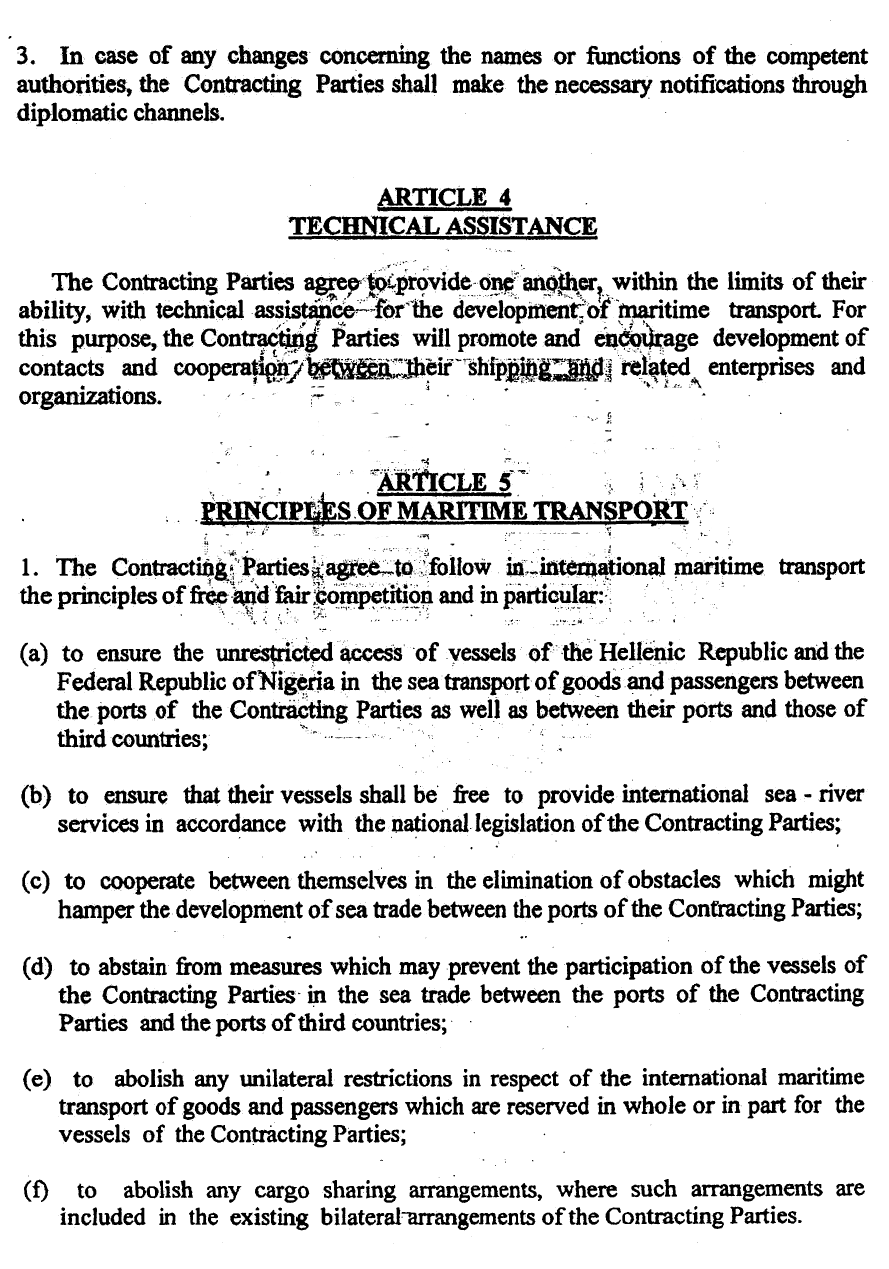 3. In case of any changes concerning the names or functions of the competent
authorities, the Contracting Parties shall make the necessary notifications through
diplomatic channels.
ARTICLE 4
TECHNICAL ASSISTANCE
The Contracting Parties agree to provide one another, within the limits of their
ability, with technical assistance for the development of maritime transport. For
this purpose, the Contracting Parties will promote and encourage development of
contacts and cooperation between their shipping and related enterprises and
organizations.
ARTICLE 5
PRINCIPLES OF MARITIME TRANSPORT
1. The Contracting Parties agree to follow in international maritime transport
the principles of free and fair competition and in particular:
(a) to ensure the unrestricted access of vessels of the Hellenic Republic and the
Federal Republic of Nigeria in the sea transport of goods and passengers between
the ports of the Contracting Parties as well as between their ports and those of
third countries;
(b) to ensure that their vessels shall be free to provide international sea - river
services in accordance with the national legislation of the Contracting Parties;
(c) to cooperate between themselves in the elimination of obstacles which might
hamper the development of sea trade between the ports of the Contracting Parties;
(d) to abstain from measures which may prevent the participation of the vessels of
the Contracting Parties in the sea trade between the ports of the Contracting
Parties and the ports of third countries;
(e) to abolish any unilateral restrictions in respect of the international maritime
transport of goods and passengers which are reserved in whole or in part for the
vessels of the Contracting Parties;
(f) to abolish any cargo sharing arrangements, where such arrangements are
included in the existing bilateral arrangements of the Contracting Parties.